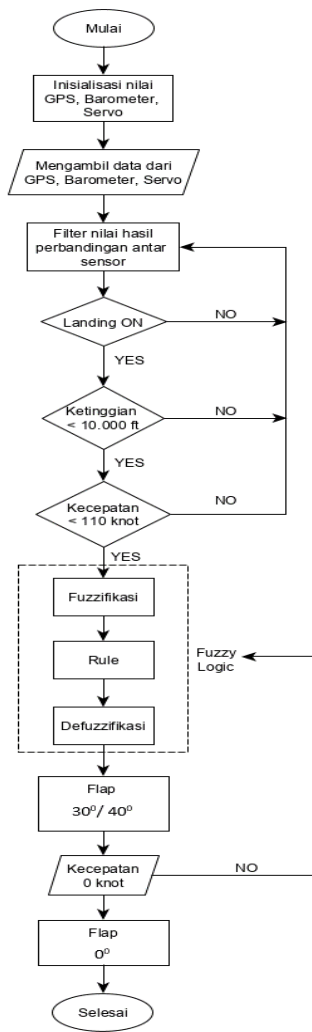 Mulai
Inisialisasi nilai
GPS, Barometer,
Servo
Mengambil data dari
GPS, Barometer, Servo
Filter nilai hasil
perbandingan antar
sensor
Landing ON
NO
YES
Ketinggian
< 10.000 ft
NO
YES
Kecepatan
< 110 knot
NO
YES
Fuzzifikasi
Rule
Fuzzy
Logic
Defuzzifikasi
Flap
30⁰/ 40⁰
Kecepatan
0 knot
NO
Flap
0⁰
Selesai